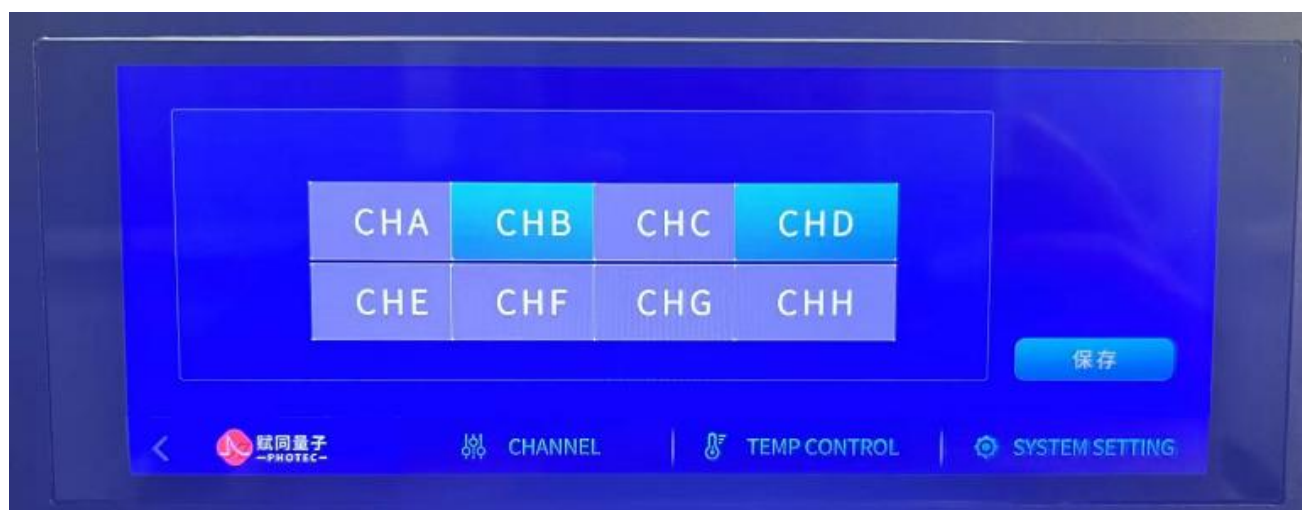 CHA CHB CHC CHD
CHE CHF CHG CHH
保存
赋同量子 CHANNEL TEMP CONTROL SYSTEM SETTING
—PHOTEC—